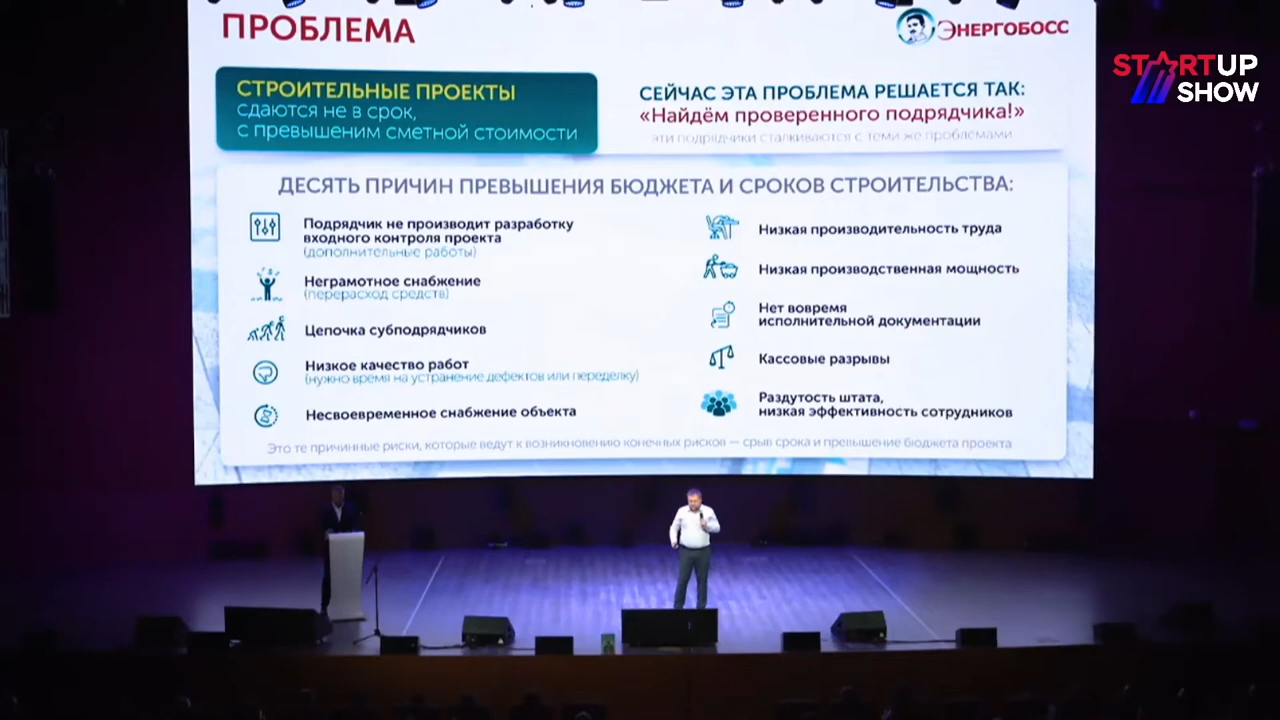 ПРОБЛЕМА
ЭНЕРГОБОСС
STARTUP
SHOW
СТРОИТЕЛЬНЫЕ ПРОЕКТЫ
сдаются не в срок,
с превышеним сметной стоимости
СЕЙЧАС ЭТА ПРОБЛЕМА РЕШАЕТСЯ ТАК:
«Найдём проверенного подрядчика!»
эти подрядчики сталкиваются с теми же проблемами
ДЕСЯТЬ ПРИЧИН ПРЕВЫШЕНИЯ БЮДЖЕТА И СРОКОВ СТРОИТЕЛЬСТВА:
Подрядчик не производит разработку
входного контроля проекта
(дополнительные работы)
Неграмотное снабжение
(перерасход средств)
Цепочка субподрядчиков
Низкое качество работ
(нужно время на устранение дефектов или переделку)
Несвоевременное снабжение объекта
Низкая производительность труда
Низкая производственная мощность
Нет вовремя
исполнительной документации
Кассовые разрывы
Раздутость штата,
низкая эффективность сотрудников
Это те причинные риски, которые ведут к возникновению конечных рисков — срыв срока и превышение бюджета проекта